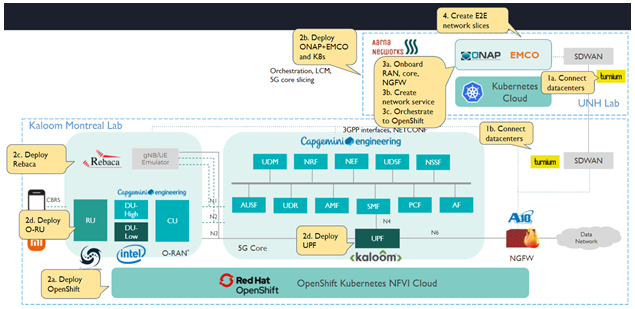 4. Create E2E
network slices
2b. Deploy
ONAP+EMCO
and K8s
Aarna
NETWORKS
ONAP
EMCO
SDWAN
Orchestration, LCM,
5G core slicing
3a. Onboard
RAN, core,
NGFW
3b. Create
network service
3c. Orchestrate
to OpenShift
Kubernetes
Cloud
1a. Connect
datacenters
turnium
UNH Lab
Kaloom Montreal Lab
3GPP interfaces, NETCONF
1b. Connect
datacenters
2c. Deploy
Rebaca
Rebaca
gNB/UE
Emulator
Capgemini engineering
UDM
NRF
NEF
UDSF
NSSF
turnium
SDWAN
CBRS
2d. Deploy
O-RU
Capgemini engineering
RU
DU-
High
DU-
Low
CU
N1
N2
N3
AUSF
UDR
AMF
SMF
PCF
AF
N4
2d. Deploy
UPF
UPF
N6
A10
Data
Network
intel
O-RAN*
5G Core
kaloom
NGFW
2a. Deploy
OpenShift
Red Hat
OpenShift
OpenShift Kubernetes NFVI Cloud